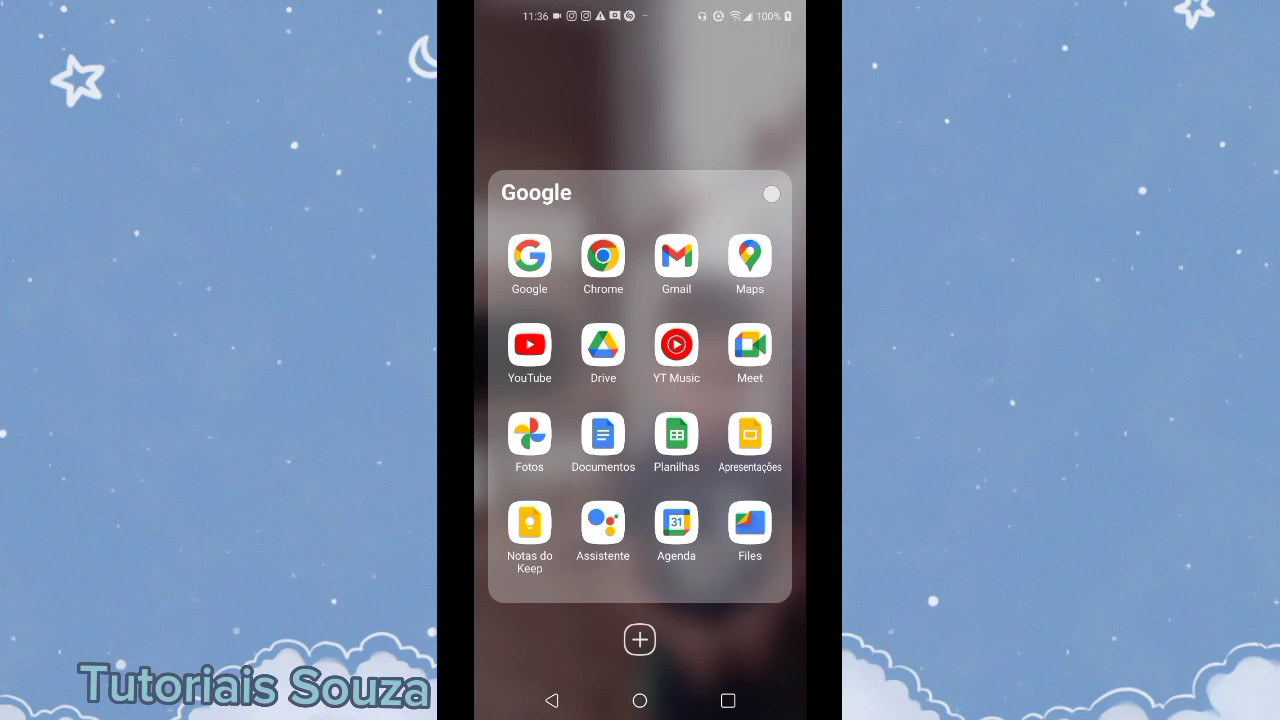 11:36
100%
Google
Google Chrome Gmail Maps
YouTube Drive YT Music Meet
Fotos Documentos Planilhas Apresentações
Notas do Keep Assistente Agenda Files
31
Tutoriais Souza